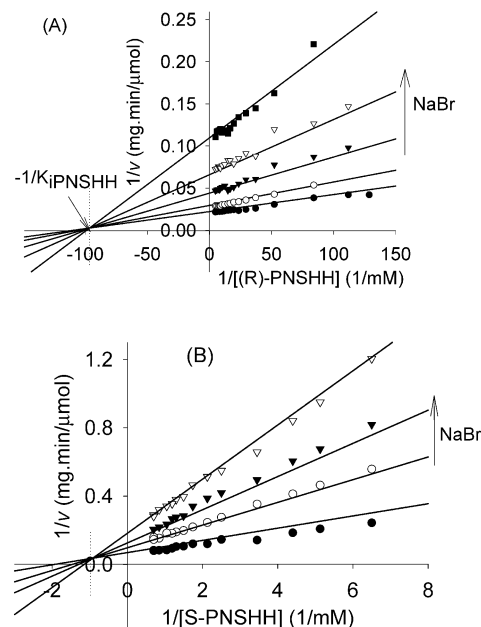 (A)
0.25
0.20
0.15
0.10
0.05
0.00
1/v (mg.min/μmol)
NaBr
-1/KiPNSHH
-100 -50 0 50 100 150
1/[(R)-PNSHH] (1/mM)
(B)
1.2
0.8
0.4
0.0
1/v (mg.min/μmol)
NaBr
-2 0 2 4 6 8
1/[S-PNSHH] (1/mM)